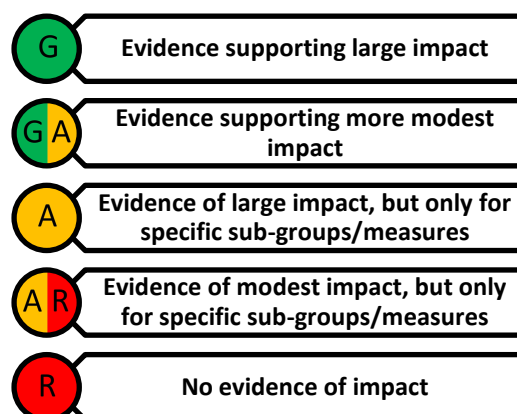 G
Evidence supporting large impact
G A
Evidence supporting more modest
impact
A
Evidence of large impact, but only for
specific sub-groups/measures
A R
Evidence of modest impact, but only
for specific sub-groups/measures
R
No evidence of impact